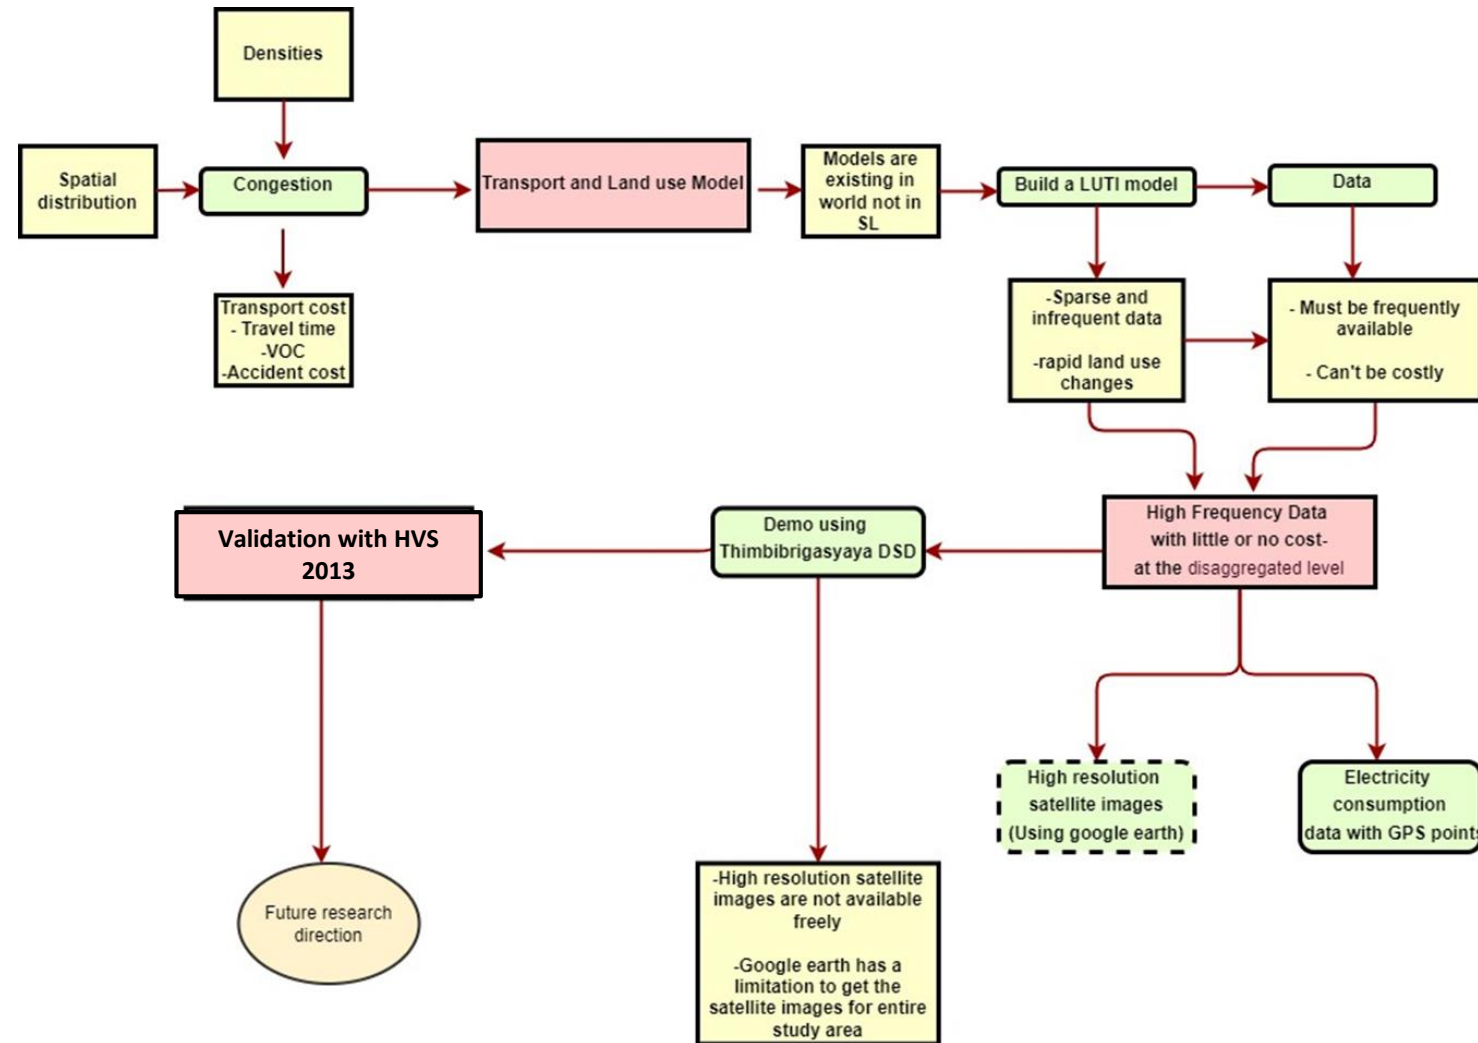 Densities
Spatial
distribution
Congestion
Transport cost
- Travel time
-VOC
-Accident cost
Transport and Land use Model
Models are
existing in
world not in
SL
Build a LUTI model
Data
-Sparse and
infrequent data
-rapid land use
changes
- Must be frequently
available
- Can't be costly
High Frequency Data
with little or no cost-
at the disaggregated level
Demo using
Thimbibrigasyaya DSD
Validation with HVS
2013
High resolution
satellite images
(Using google earth)
Electricity
consumption
data with GPS points
-High resolution satellite
images are not available
freely
-Google earth has a
limitation to get the
satellite images for entire
study area
Future research
direction